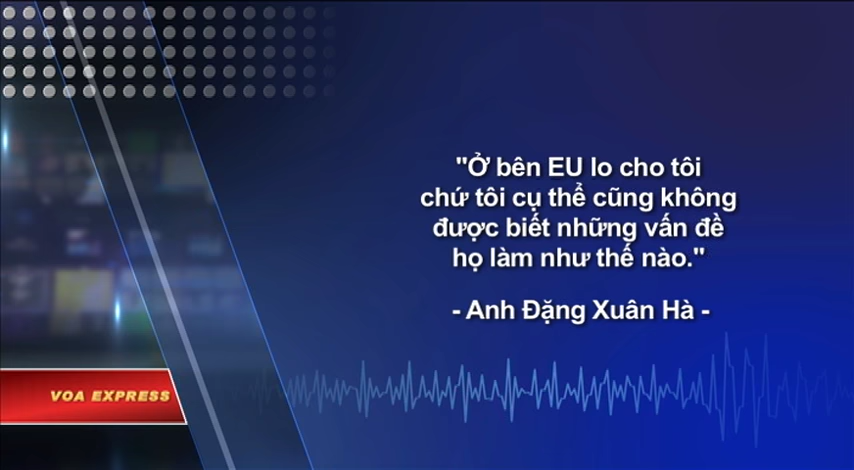 "Ở bên EU lo cho tôi
chứ tôi cụ thể cũng không
được biết những vấn đề
họ làm như thế nào."
- Anh Đặng Xuân Hà -
VOA EXPRESS